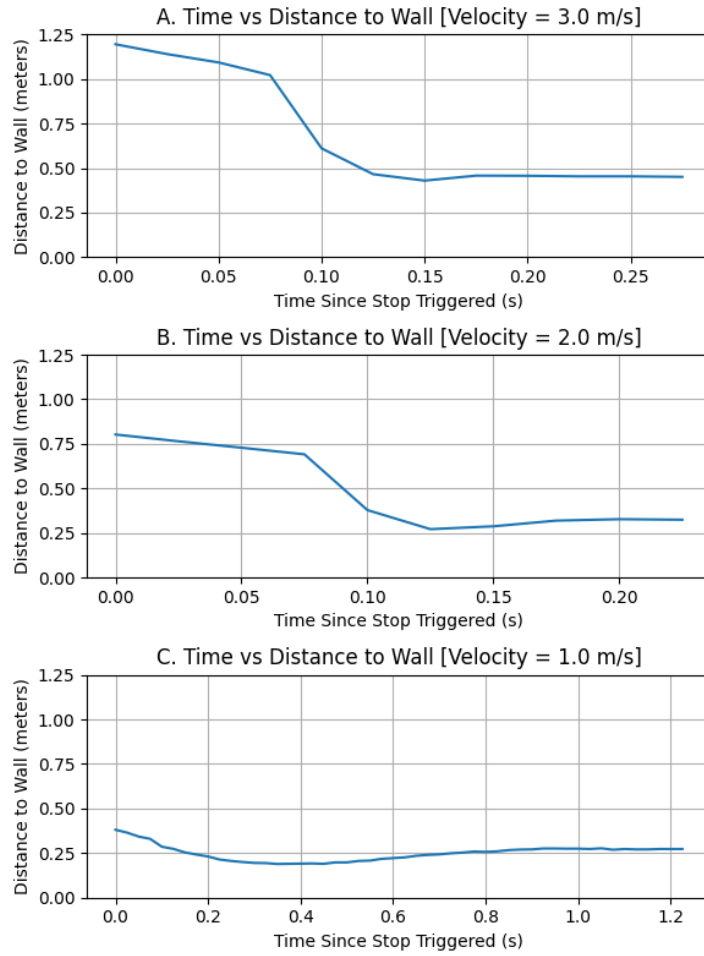 A. Time vs Distance to Wall [Velocity = 3.0 m/s]
Distance to Wall (meters)
1.25
1.00
0.75
0.50
0.25
0.00
0.00 0.05 0.10 0.15 0.20 0.25
Time Since Stop Triggered (s)
B. Time vs Distance to Wall [Velocity = 2.0 m/s]
Distance to Wall (meters)
1.25
1.00
0.75
0.50
0.25
0.00
0.00 0.05 0.10 0.15 0.20
Time Since Stop Triggered (s)
C. Time vs Distance to Wall [Velocity = 1.0 m/s]
Distance to Wall (meters)
1.25
1.00
0.75
0.50
0.25
0.00
0.0 0.2 0.4 0.6 0.8 1.0 1.2
Time Since Stop Triggered (s)